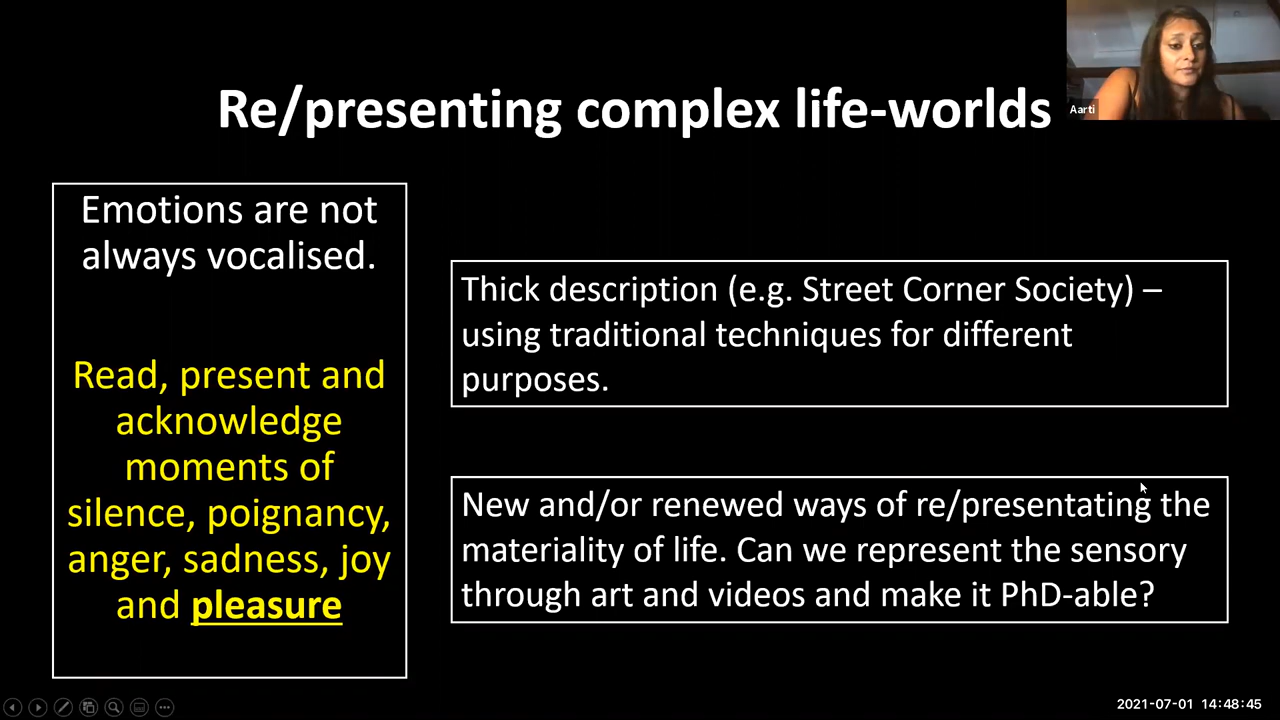 Re/presenting complex life-worlds
Aarti
Emotions are not
always vocalised.
Read, present and
acknowledge
moments of
silence, poignancy,
anger, sadness, joy
and pleasure
Thick description (e.g. Street Corner Society) –
using traditional techniques for different
purposes.
New and/or renewed ways of re/presentating the
materiality of life. Can we represent the sensory
through art and videos and make it PhD-able?
2021-07-01 14:48:45